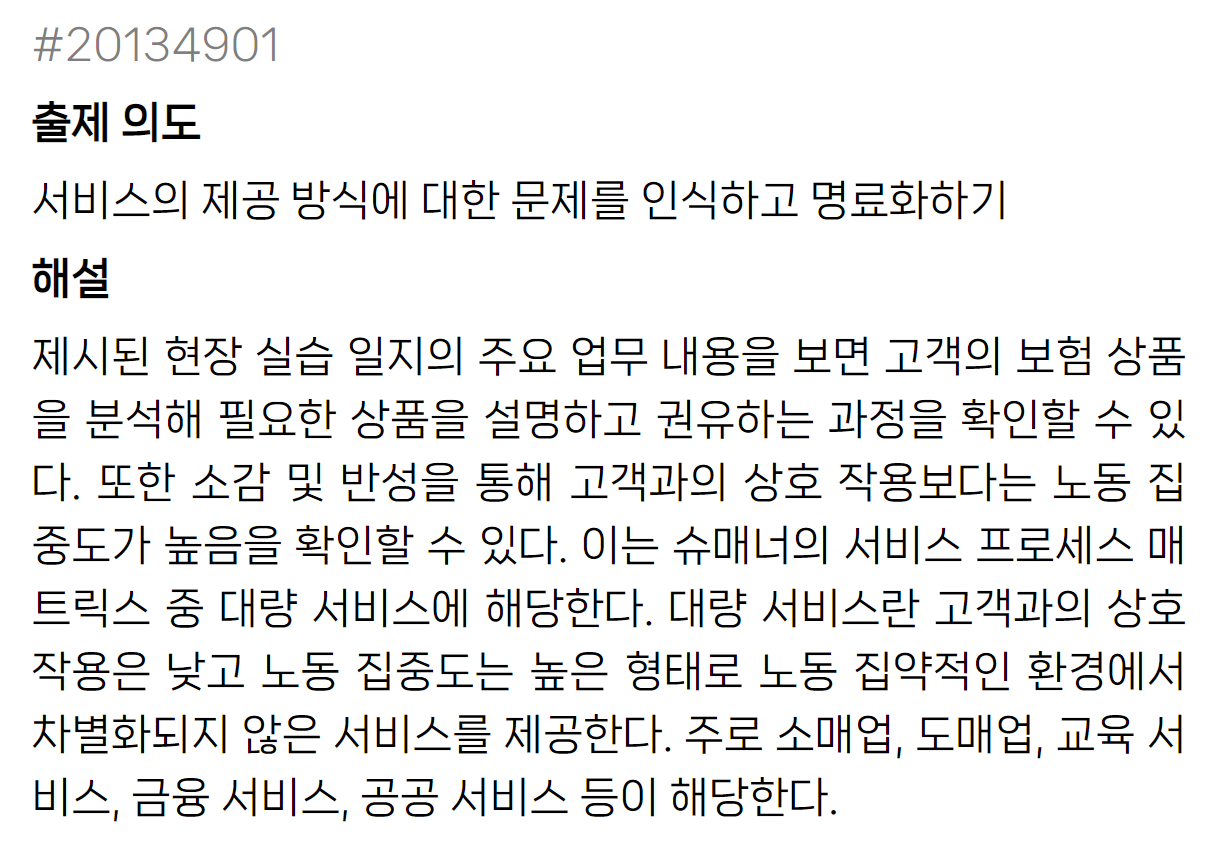 #20134901
출제 의도
서비스의 제공 방식에 대한 문제를 인식하고 명료화하기
해설
제시된 현장 실습 일지의 주요 업무 내용을 보면 고객의 보험 상품
을 분석해 필요한 상품을 설명하고 권유하는 과정을 확인할 수 있
다. 또한 소감 및 반성을 통해 고객과의 상호 작용보다는 노동 집
중도가 높음을 확인할 수 있다. 이는 슈매너의 서비스 프로세스 매
트릭스 중 대량 서비스에 해당한다. 대량 서비스란 고객과의 상호
작용은 낮고 노동 집중도는 높은 형태로 노동 집약적인 환경에서
차별화되지 않은 서비스를 제공한다. 주로 소매업, 도매업, 교육 서
비스, 금융 서비스, 공공 서비스 등이 해당한다.